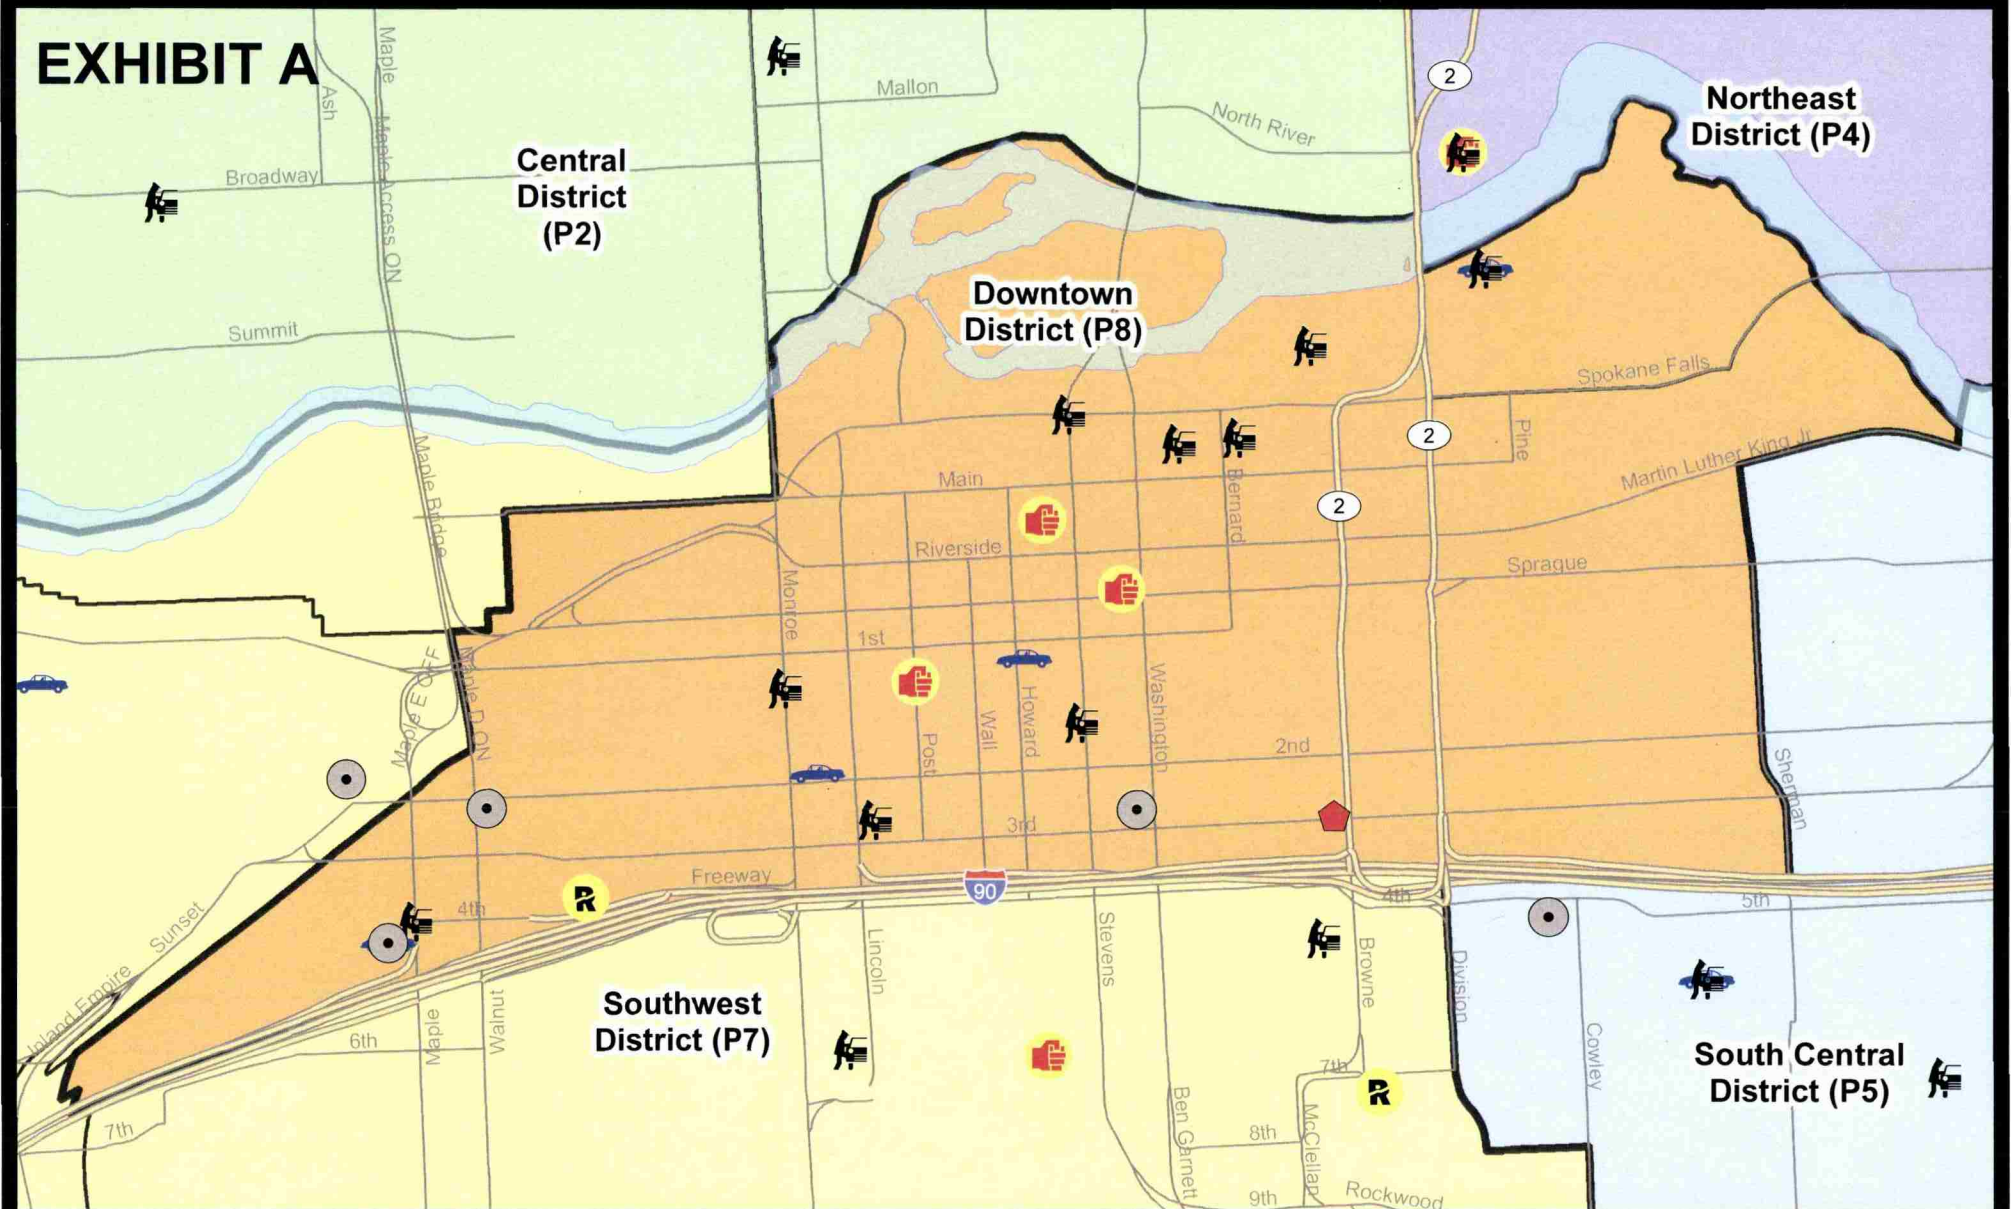 EXHIBIT A
Maple
Ash
Mallon
2
Northeast
District (P4)
North River
Maple Access ON
Central
District
(P2)
Broadway
Downtown
District (P8)
Summit
Spokane Falls
Pine
2
Martin Luther King Jr
Maple Bridge
Main
Bernard
2
Riverside
Sprague
Monroe
1st
Maple E OFF
Maple D ON
Washington
Howard
Wall
Post
2nd
Sherman
3rd
Freeway
90
4th
5th
4th
Sunset
Lincoln
Stevens
Browne
Division
Inland Empire
Southwest
District (P7)
Walnut
Maple
6th
Cowley
South Central
District (P5)
7th
R
R
7th
Ben Garnett
McClellan
8th
9th
Rockwood